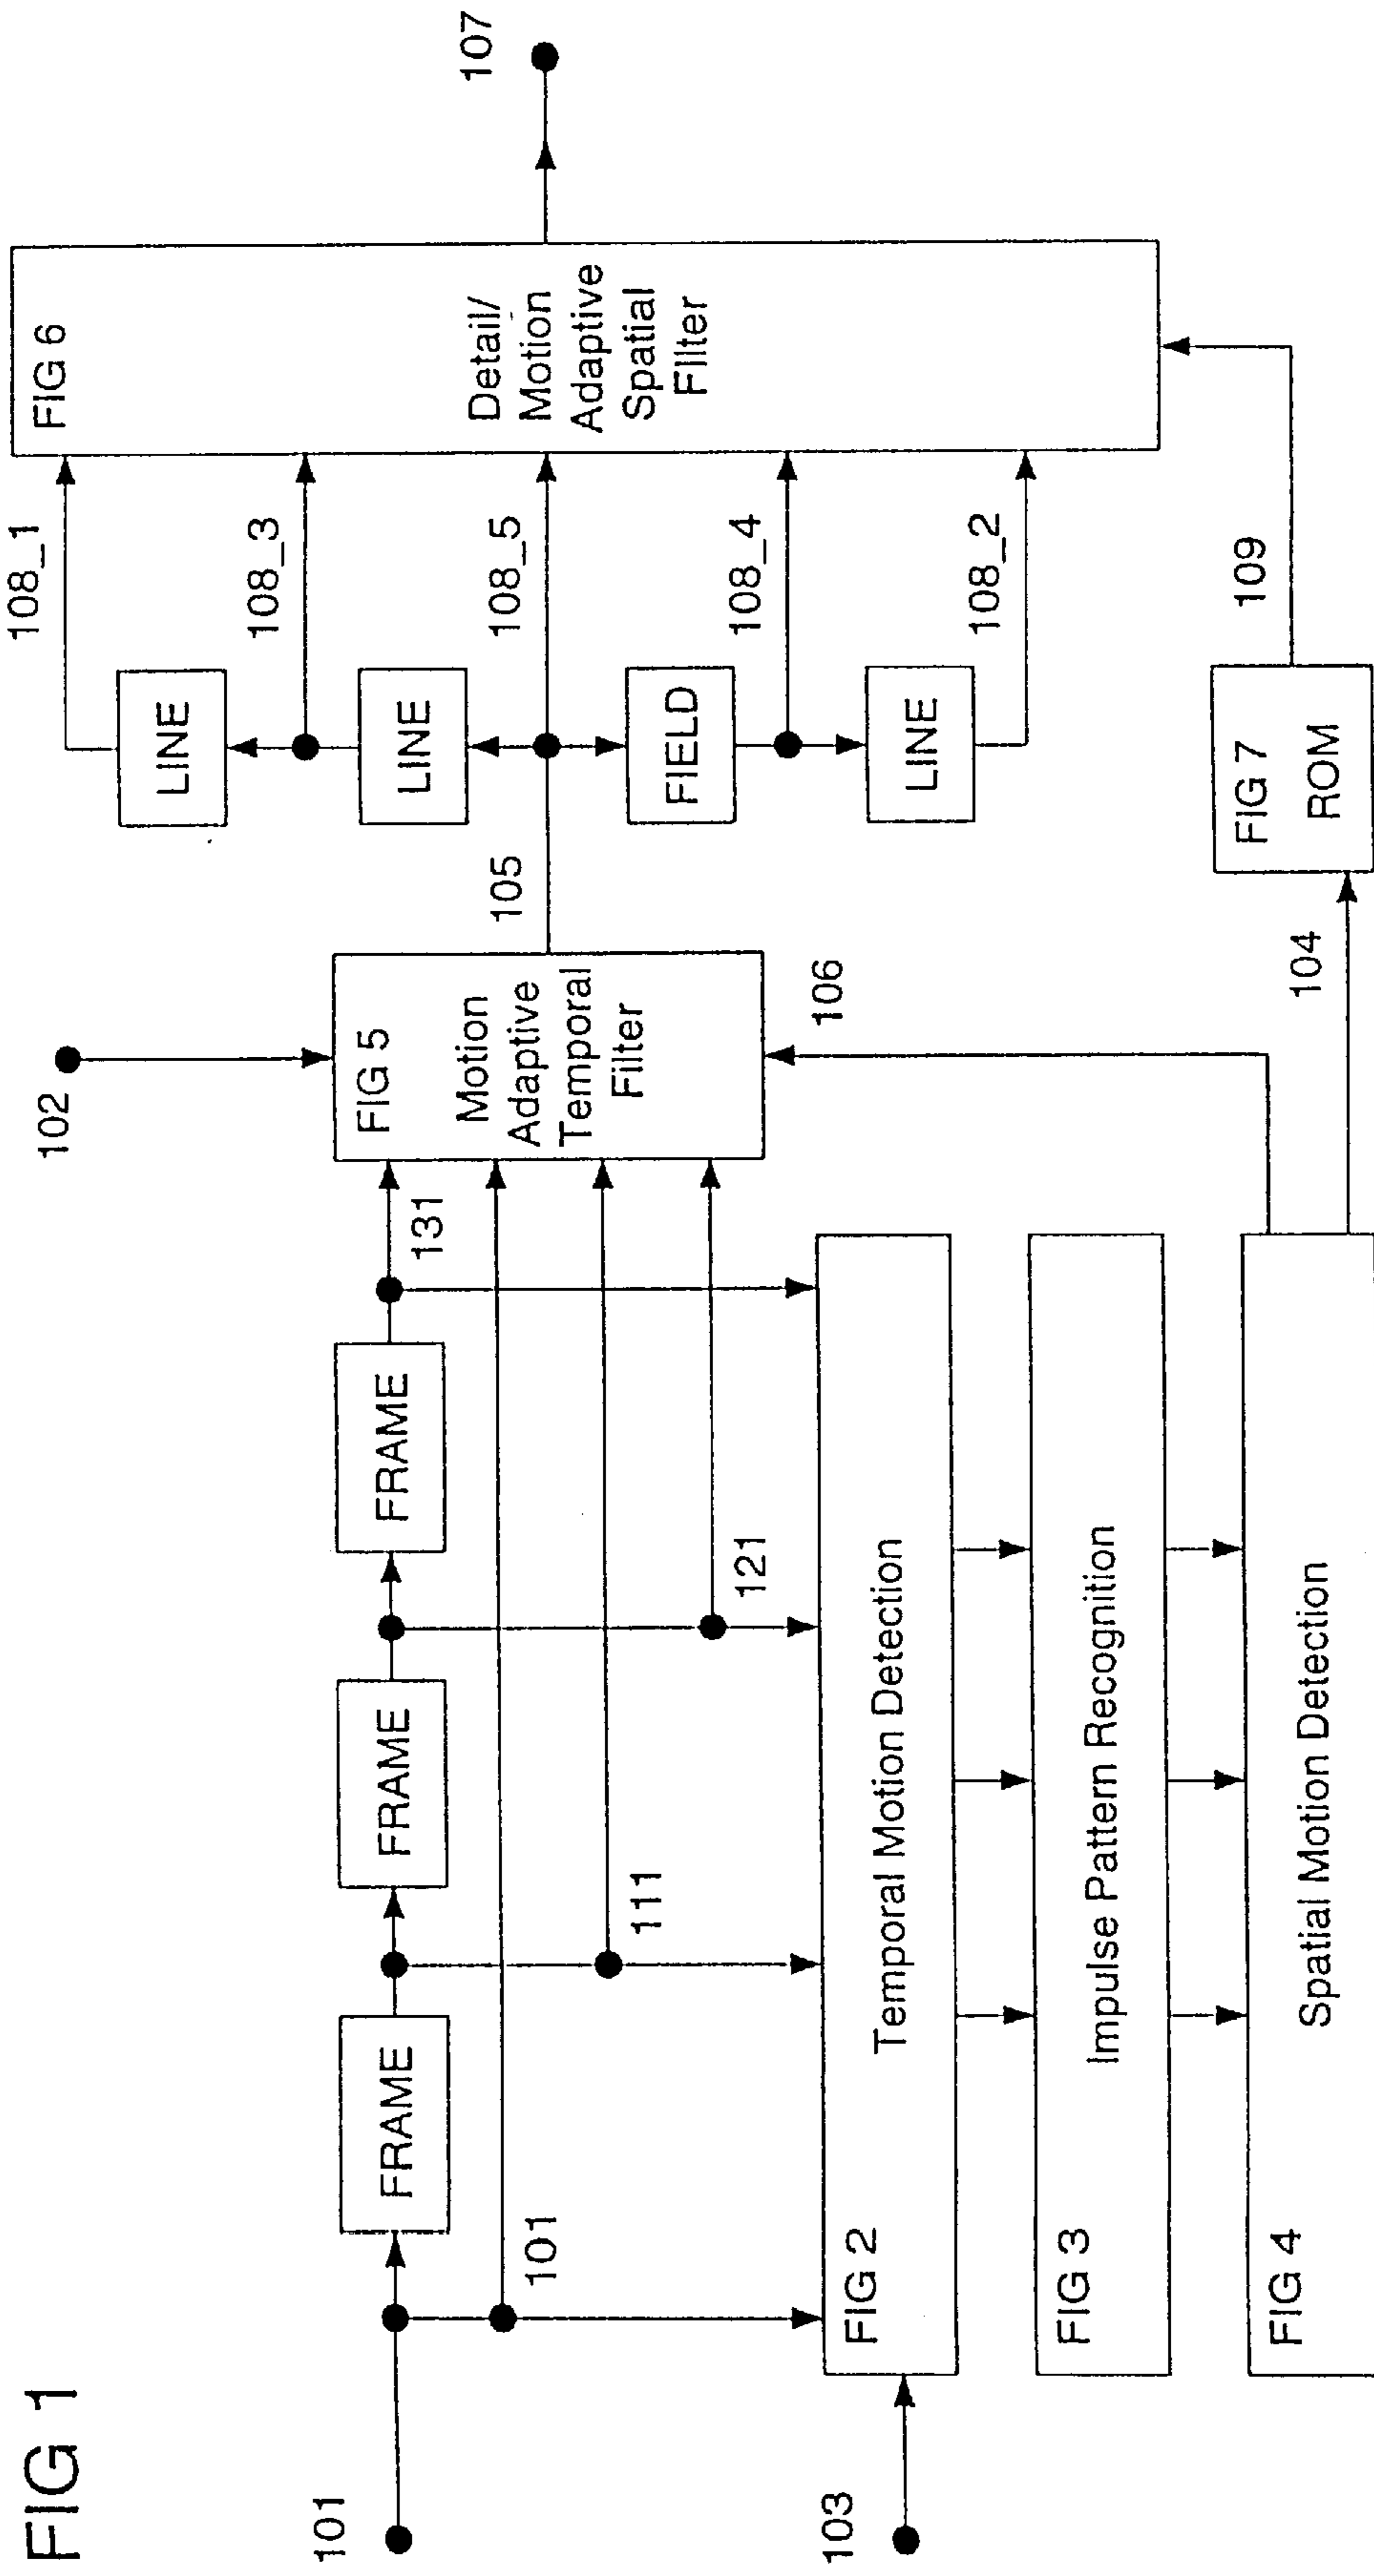 FIG 1
101
103
102
FRAME
FRAME
FRAME
101
111
121
131
FIG 2
Temporal Motion Detection
FIG 3
Impulse Pattern Recognition
FIG 4
Spatial Motion Detection
FIG 5
Motion
Adaptive
Temporal
Filter
106
104
105
LINE
LINE
FIELD
LINE
108_1
108_3
108_5
108_4
108_2
FIG 7
ROM
109
FIG 6
Detail/
Motion
Adaptive
Spatial
Filter
107